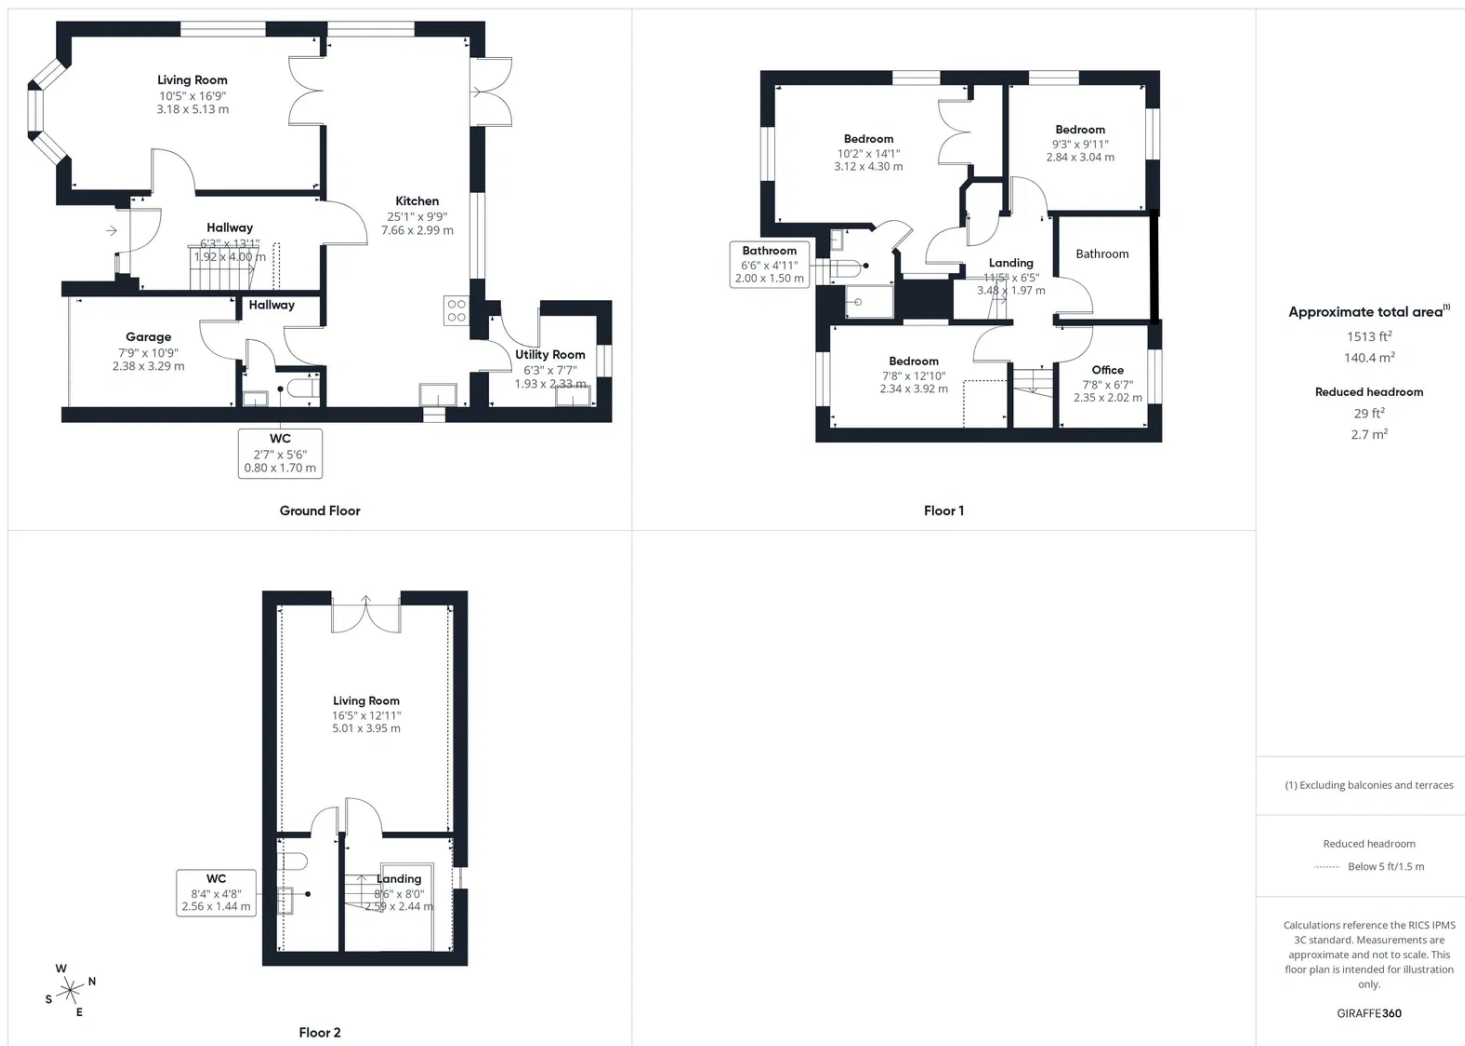 Living Room
10'5" x 16'9"
3.18 x 5.13 m
Kitchen
25'1" x 9'9"
7.66 x 2.99 m
Hallway
6'3" x 13'1"
1.92 x 4.00 m
Hallway
Garage
7'9" x 10'9"
2.38 x 3.29 m
Utility Room
6'3" x 7'7"
1.93 x 2.33 m
WC
2'7" x 5'6"
0.80 x 1.70 m
Ground Floor
Bedroom
10'2" x 14'1"
3.12 x 4.30 m
Bedroom
9'3" x 9'11"
2.84 x 3.04 m
Bathroom
6'6" x 4'11"
2.00 x 1.50 m
Landing
11'5" x 6'5"
3.48 x 1.97 m
Bathroom
Bedroom
7'8" x 12'10"
2.34 x 3.92 m
Office
7'8" x 6'7"
2.35 x 2.02 m
Floor 1
Living Room
16'5" x 12'11"
5.01 x 3.95 m
WC
8'4" x 4'8"
2.56 x 1.44 m
Landing
8'6" x 8'0"
2.59 x 2.44 m
W
N
S
E
Floor 2
Approximate total area(1)
1513 ft²
140.4 m²
Reduced headroom
29 ft²
2.7 m²
(1) Excluding balconies and terraces
Reduced headroom
Below 5 ft/1.5 m
Calculations reference the RICS IPMS
3C standard. Measurements are
approximate and not to scale. This
floor plan is intended for illustration
only.
GIRAFFE360